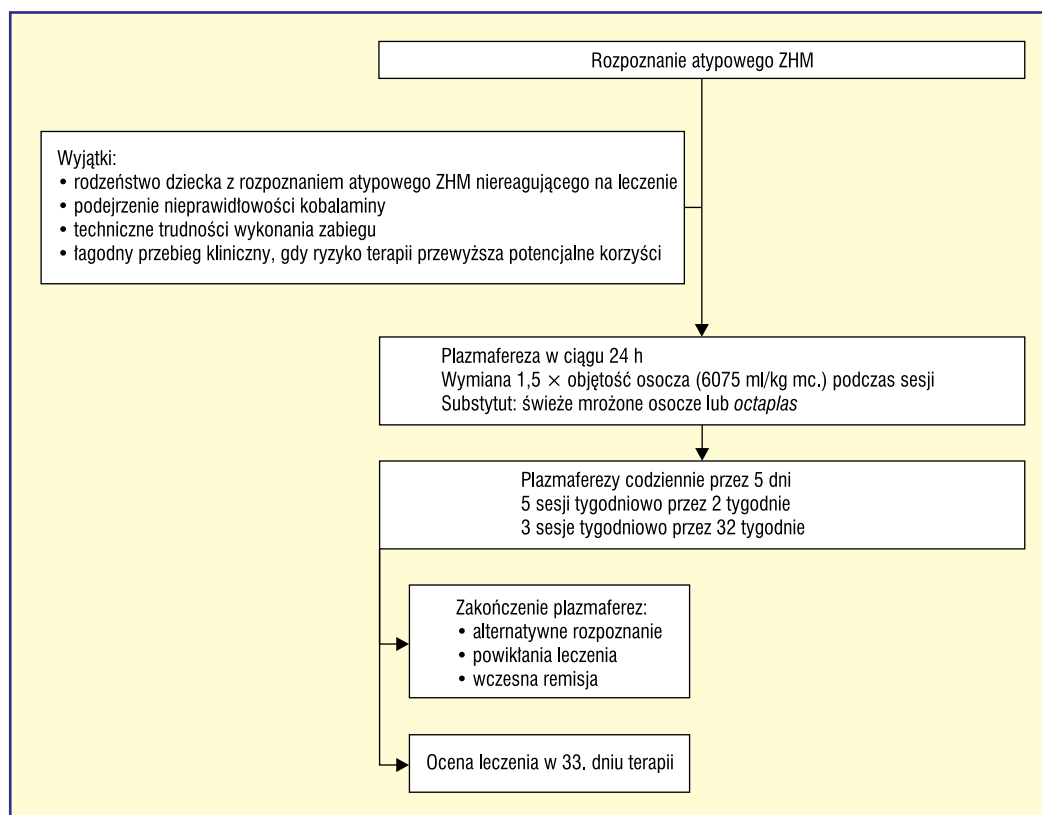 Rozpoznanie atypowego ZHM
Wyjątki:
• rodzeństwo dziecka z rozpoznaniem atypowego ZHM niereagującego na leczenie
• podejrzenie nieprawidłowości kobalaminy
• techniczne trudności wykonania zabiegu
• łagodny przebieg kliniczny, gdy ryzyko terapii przewyższa potencjalne korzyści
Plazmafereza w ciągu 24 h
Wymiana 1,5 × objętość osocza (6075 ml/kg mc.) podczas sesji
Substytut: świeże mrożone osocze lub octaplas
Plazmaferezy codziennie przez 5 dni
5 sesji tygodniowo przez 2 tygodnie
3 sesje tygodniowo przez 32 tygodnie
Zakończenie plazmaferez:
• alternatywne rozpoznanie
• powikłania leczenia
• wczesna remisja
Ocena leczenia w 33. dniu terapii